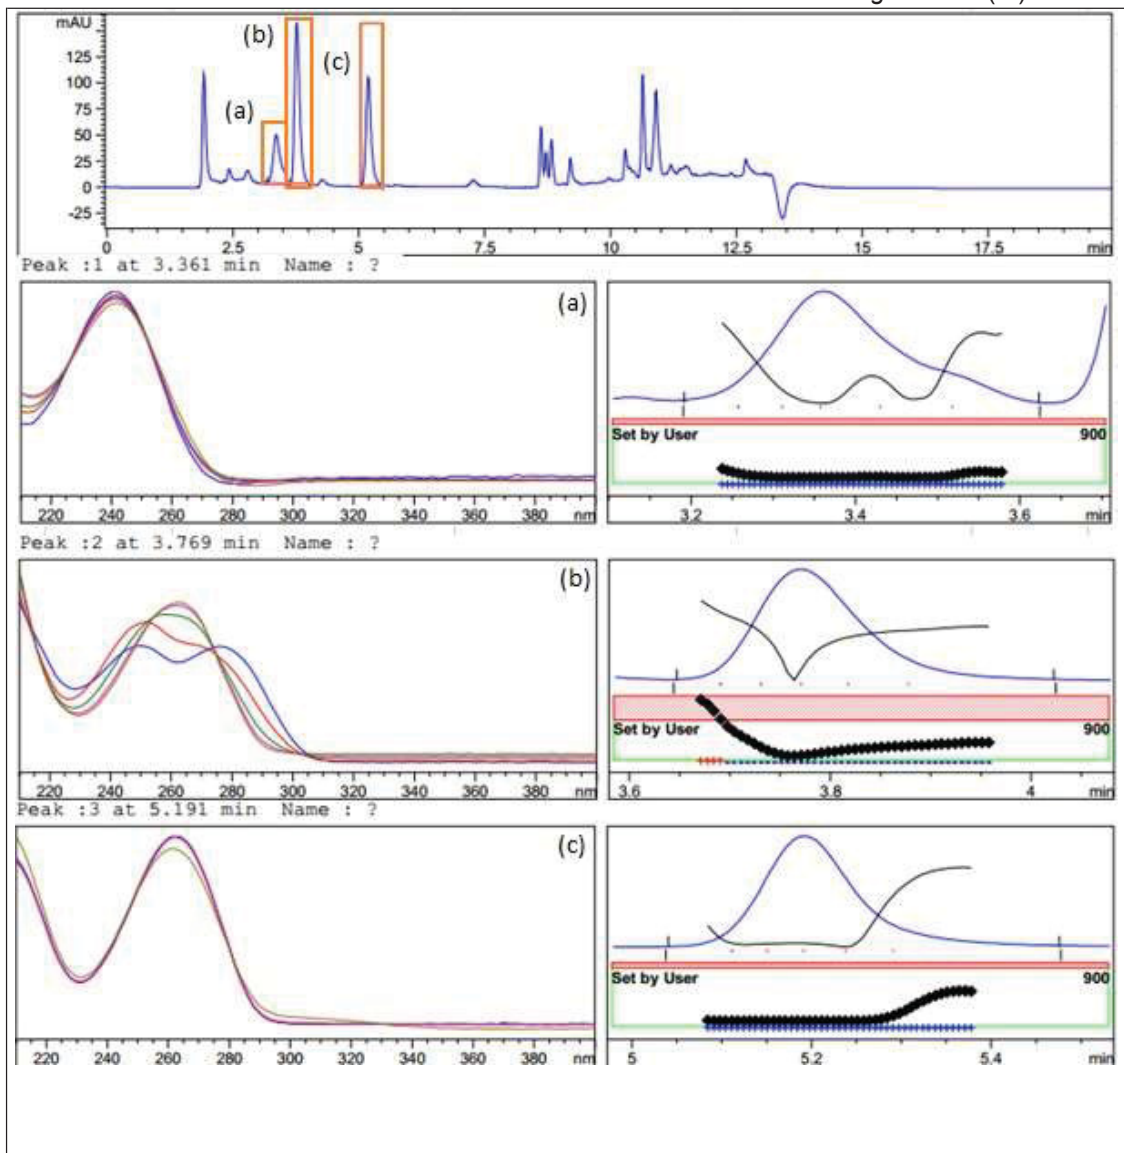 mAU
125
100
75
50
25
0
-25
(a)
(b)
(c)
0 2.5 5 7.5 10 12.5 15 17.5 min
Peak :1 at 3.361 min Name : ?
(a)
220 240 260 280 300 320 340 360 380 nm
Set by User 900
3.2 3.4 3.6 min
Peak :2 at 3.769 min Name : ?
(b)
220 240 260 280 300 320 340 360 380 nm
Set by User 900
3.6 3.8 4 min
Peak :3 at 5.191 min Name : ?
(c)
220 240 260 280 300 320 340 360 380 nm
Set by User 900
5 5.2 5.4 min